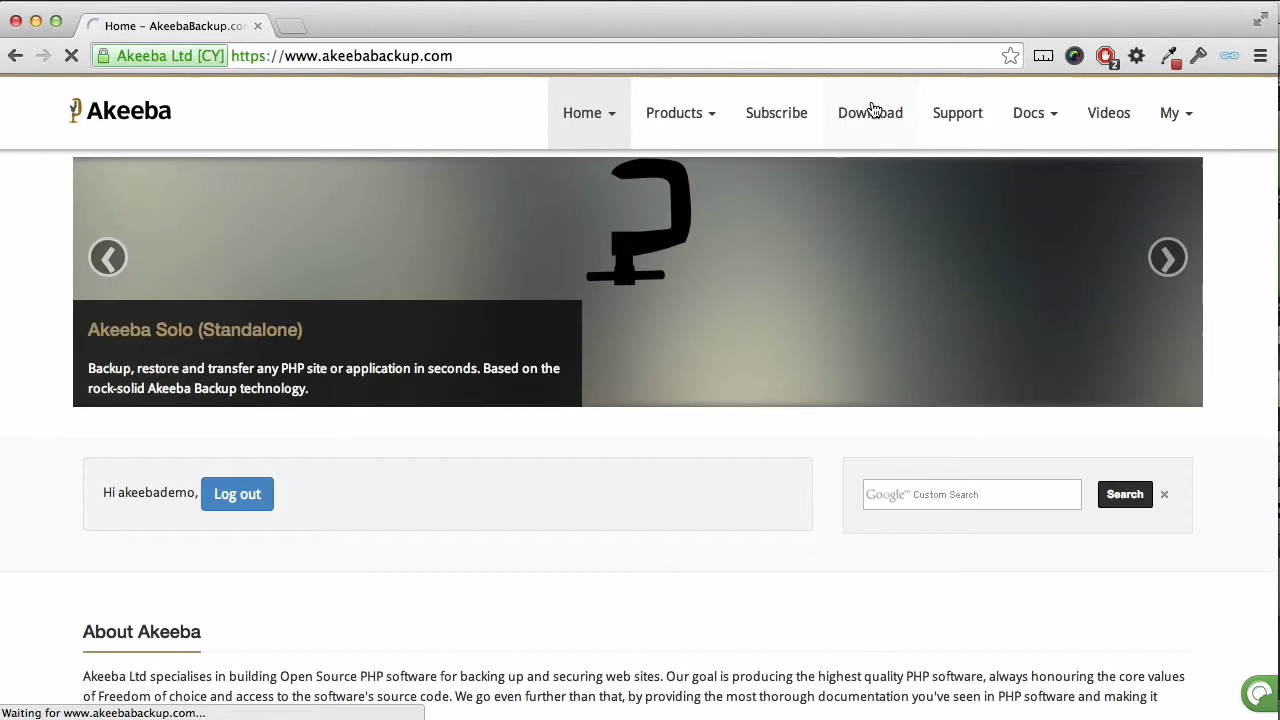 Home – AkeebaBackup.com
Akeeba Ltd [CY] https://www.akeebabackup.com
2
Akeeba
Home Products Subscribe Download Support Docs Videos My
Akeeba Solo (Standalone)
Backup, restore and transfer any PHP site or application in seconds. Based on the
rock-solid Akeeba Backup technology.
Hi akeebademo, Log out
Google™ Custom Search Search
About Akeeba
Akeeba Ltd specialises in building Open Source PHP software for backing up and securing web sites. Our goal is producing the highest quality PHP software, always honouring the core values
of Freedom of choice and access to the software's source code. We go even further than that, by providing the most thorough documentation you've seen in PHP software and making it
Waiting for www.akeebabackup.com...